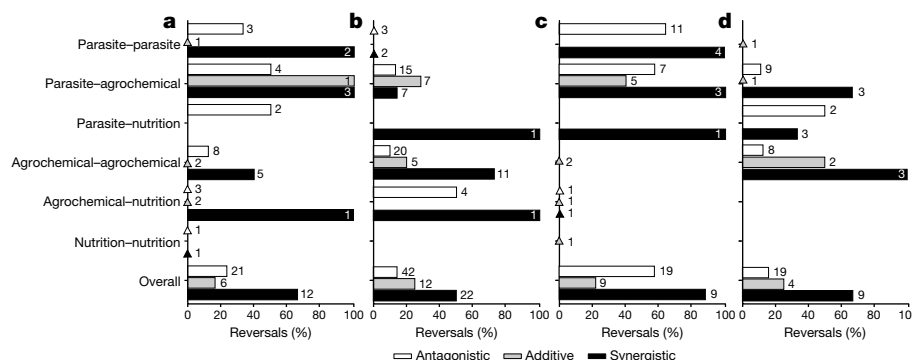 a b c d
Parasite–parasite 3 1 2 3 2 11 4 1
Parasite–agrochemical 4 1 3 15 7 7 7 5 3 9 1 3
Parasite–nutrition 2 1 1 2 3
Agrochemical–agrochemical 8 2 5 20 5 11 2 8 2 3
Agrochemical–nutrition 3 2 1 4 1 1 1 1
Nutrition–nutrition 1 1 1
Overall 21 6 12 42 12 22 19 9 9 19 4 9
0 20 40 60 80 100 0 20 40 60 80 100 0 20 40 60 80 100 0 20 40 60 80 100
Reversals (%) Reversals (%) Reversals (%) Reversals (%)
Antagonistic Additive Synergistic